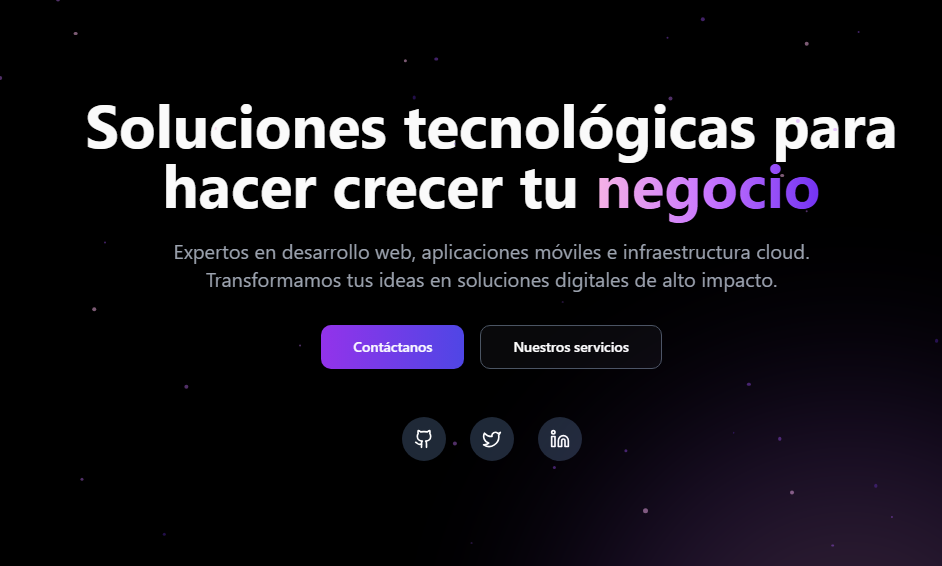 Soluciones tecnológicas para
hacer crecer tu negocio
Expertos en desarrollo web, aplicaciones móviles e infraestructura cloud.
Transformamos tus ideas en soluciones digitales de alto impacto.
Contáctanos
Nuestros servicios